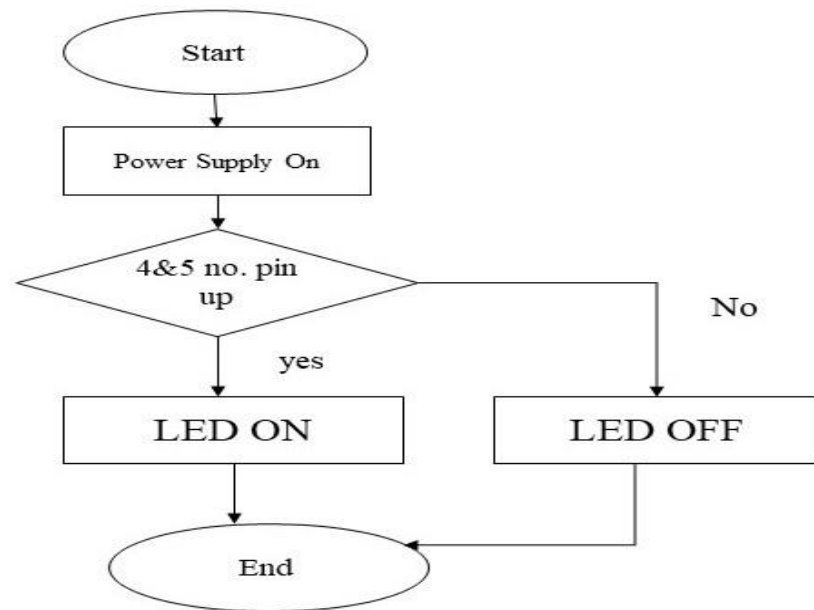 Start
Power Supply On
4&5 no. pin
up
No
yes
LED ON
LED OFF
End